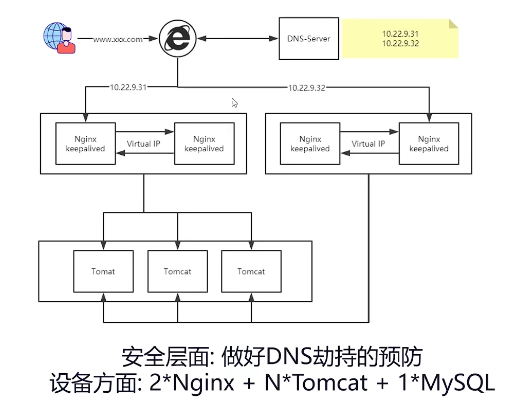 www.xxx.com
DNS-Server
10.22.9.31
10.22.9.32
10.22.9.31
10.22.9.32
Nginx
keepalived
Virtual IP
Nginx
keepalived
Nginx
keepalived
Virtual IP
Nginx
keepalived
Tomat
Tomcat
Tomcat
安全层面: 做好DNS劫持的预防
设备方面: 2*Nginx + N*Tomcat + 1*MySQL